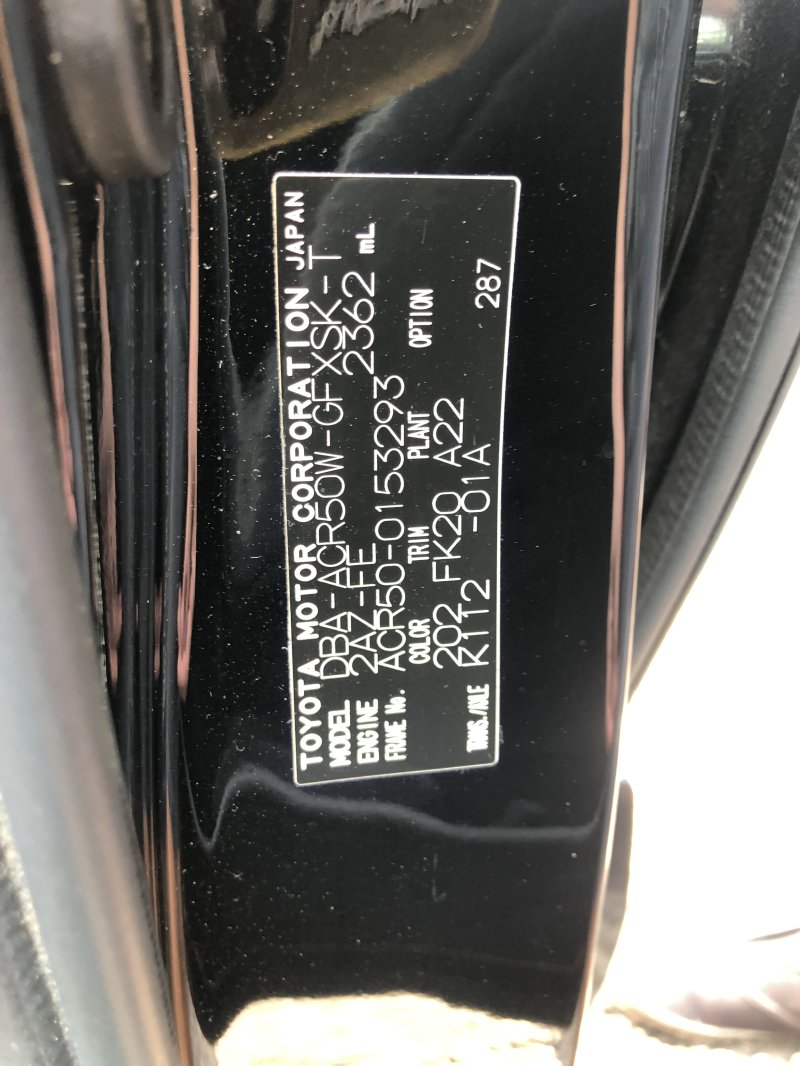 TOYOTA MOTOR CORPORATION JAPAN
MODEL DBA-ACR50W-GFXSK-T
ENGINE 2AZ-FE 2362 mL
FRAME No. ACR50-0153293
COLOR TRIM PLANT OPTION
202 FK20 A22
TRANS./AXLE K112 -01A 287